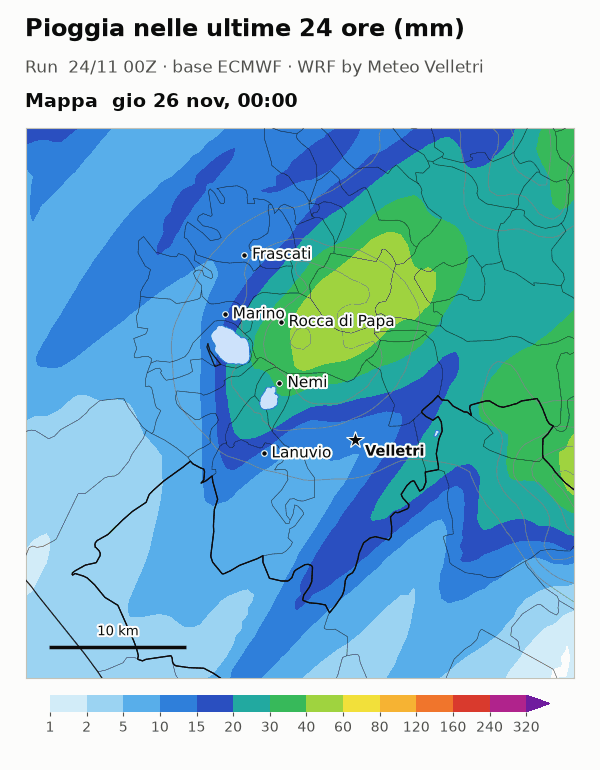 Pioggia nelle ultime 24 ore (mm)
Run  24/11 00Z · base ECMWF · WRF by Meteo Velletri
Mappa  gio 26 nov, 00:00
Frascati
Marino
Rocca di Papa
Nemi
Velletri
Lanuvio
10 km
1 2 5 10 15 20 30 40 60 80 120 160 240 320